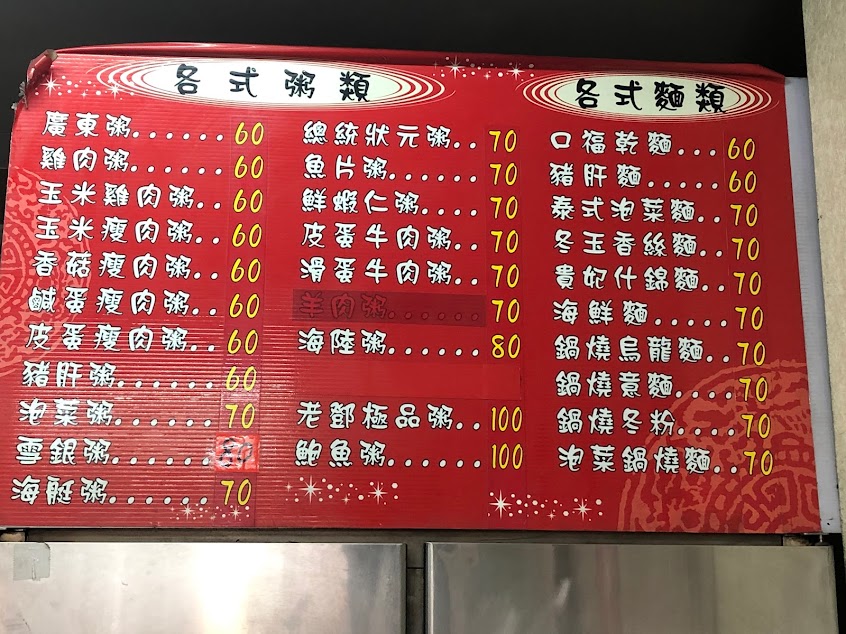 各式粥類
廣東粥......60
雞肉粥......60
玉米雞肉粥..60
玉米瘦肉粥..60
香菇瘦肉粥..60
鹹蛋瘦肉粥..60
皮蛋瘦肉粥..60
豬肝粥......60
泡菜粥......70
雪銀粥......
海艇粥......70
總統狀元粥..70
魚片粥......70
鮮蝦仁粥....70
皮蛋牛肉粥..70
滑蛋牛肉粥..70
羊肉粥......70
海陸粥......80
老鄧極品粥..100
鮑魚粥......100
各式麵類
口福乾麵...60
豬肝麵.....60
泰式泡菜麵..70
冬玉香絲麵..70
貴妃什錦麵..70
海鮮麵.....70
鍋燒烏龍麵..70
鍋燒意麵....70
鍋燒冬粉....70
泡菜鍋燒麵..70